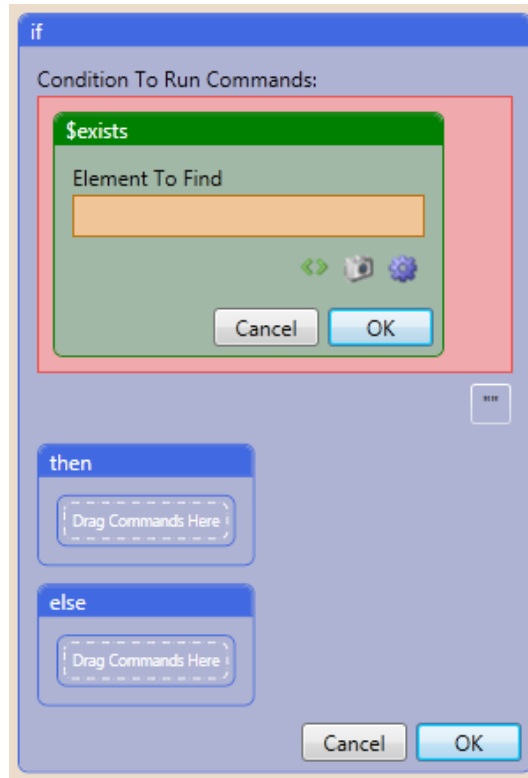 if
Condition To Run Commands:
$exists
Element To Find
Cancel OK
""
then
Drag Commands Here
else
Drag Commands Here
Cancel OK